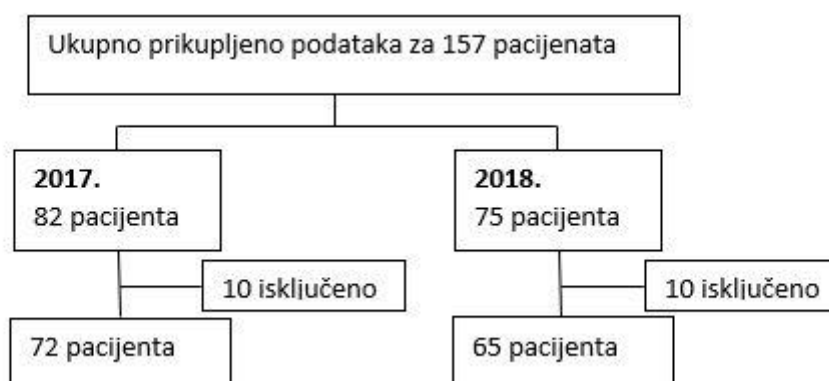 Ukupno prikupljeno podataka za 157 pacijenata
2017.
82 pacijenta
2018.
75 pacijenta
10 isključeno
10 isključeno
72 pacijenta
65 pacijenta